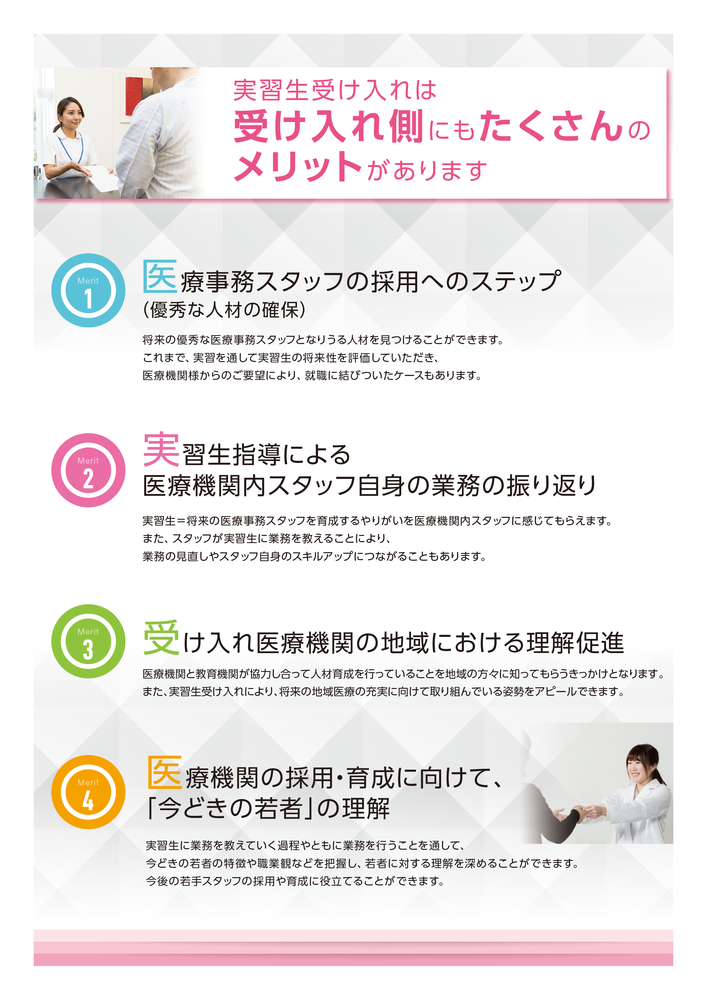 実習生受け入れは
受け入れ側にもたくさんの
メリットがあります
Merit
1
医療事務スタッフの採用へのステップ
（優秀な人材の確保）
将来の優秀な医療事務スタッフとなりうる人材を見つけることができます。
これまで、実習を通して実習生の将来性を評価していただき、
医療機関様からのご要望により、就職に結びついたケースもあります。
Merit
2
実習生指導による
医療機関内スタッフ自身の業務の振り返り
実習生＝将来の医療事務スタッフを育成するやりがいを医療機関内スタッフに感じてもらえます。
また、スタッフが実習生に業務を教えることにより、
業務の見直しやスタッフ自身のスキルアップにつながることもあります。
Merit
3
受け入れ医療機関の地域における理解促進
医療機関と教育機関が協力し合って人材育成を行っていることを地域の方々に知ってもらうきっかけとなります。
また、実習生受け入れにより、将来の地域医療の充実に向けて取り組んでいる姿勢をアピールできます。
Merit
4
医療機関の採用・育成に向けて、
「今どきの若者」の理解
実習生に業務を教えていく過程やともに業務を行うことを通して、
今どきの若者の特徴や職業観などを把握し、若者に対する理解を深めることができます。
今後の若手スタッフの採用や育成に役立てることができます。